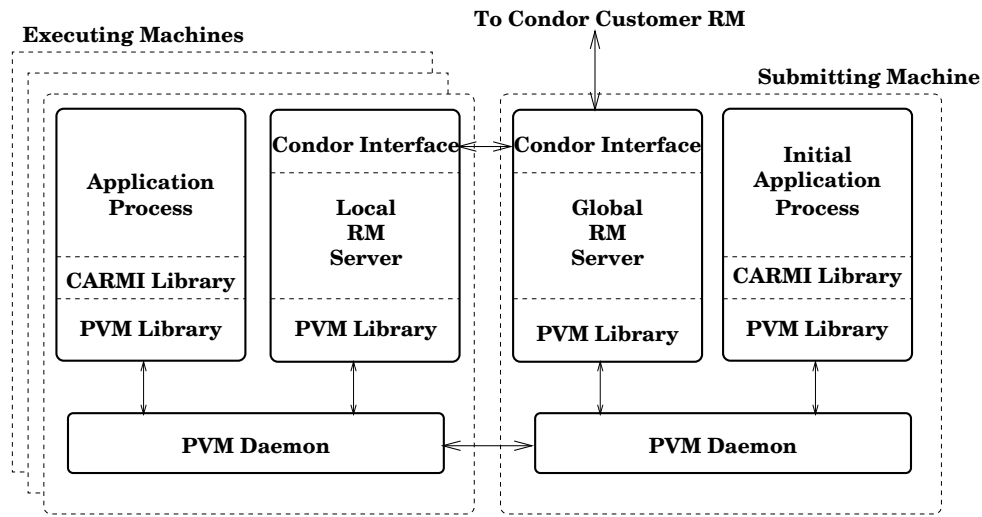 To Condor Customer RM
Executing Machines
Submitting Machine
Application
Process
CARMI Library
PVM Library
Condor Interface
Local
RM
Server
PVM Library
Condor Interface
Global
RM
Server
PVM Library
Initial
Application
Process
CARMI Library
PVM Library
PVM Daemon
PVM Daemon